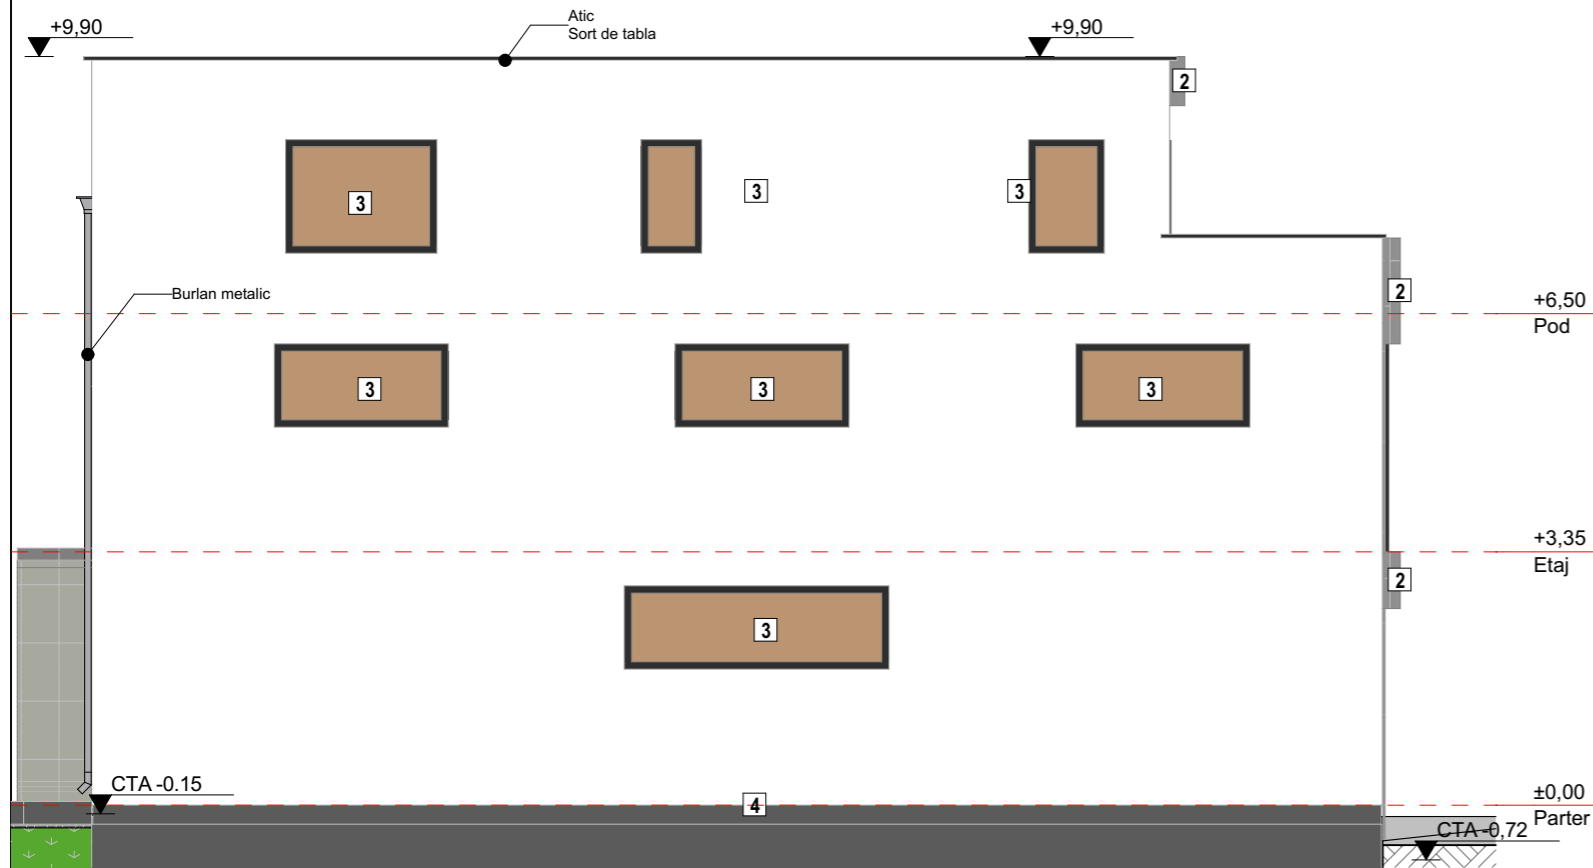 +9,90
Atic
Sort de tabla
+9,90
2
3
3
3
Burlan metalic
2
+6,50
Pod
3
3
3
+3,35
Etaj
2
3
CTA -0.15
4
±0,00
Parter
CTA -0,72